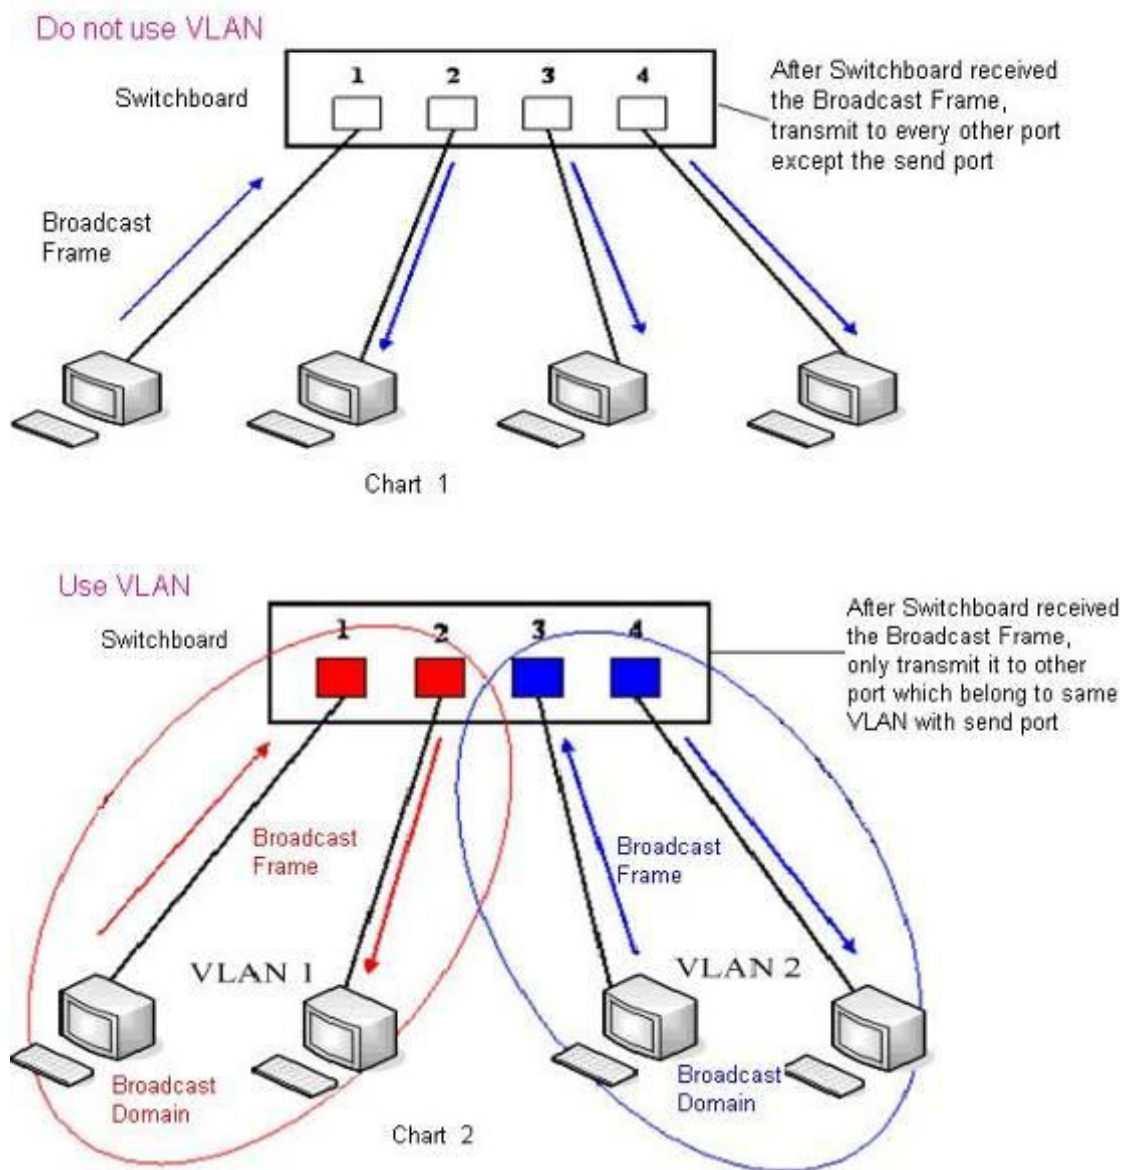 Do not use VLAN
Switchboard
1 2 3 4
After Switchboard received
the Broadcast Frame,
transmit to every other port
except the send port
Broadcast
Frame
Chart 1
Use VLAN
Switchboard
1 2 3 4
After Switchboard received
the Broadcast Frame,
only transmit it to other
port which belong to same
VLAN with send port
Broadcast
Frame
Broadcast
Frame
VLAN 1
VLAN 2
Broadcast
Domain
Broadcast
Domain
Chart 2